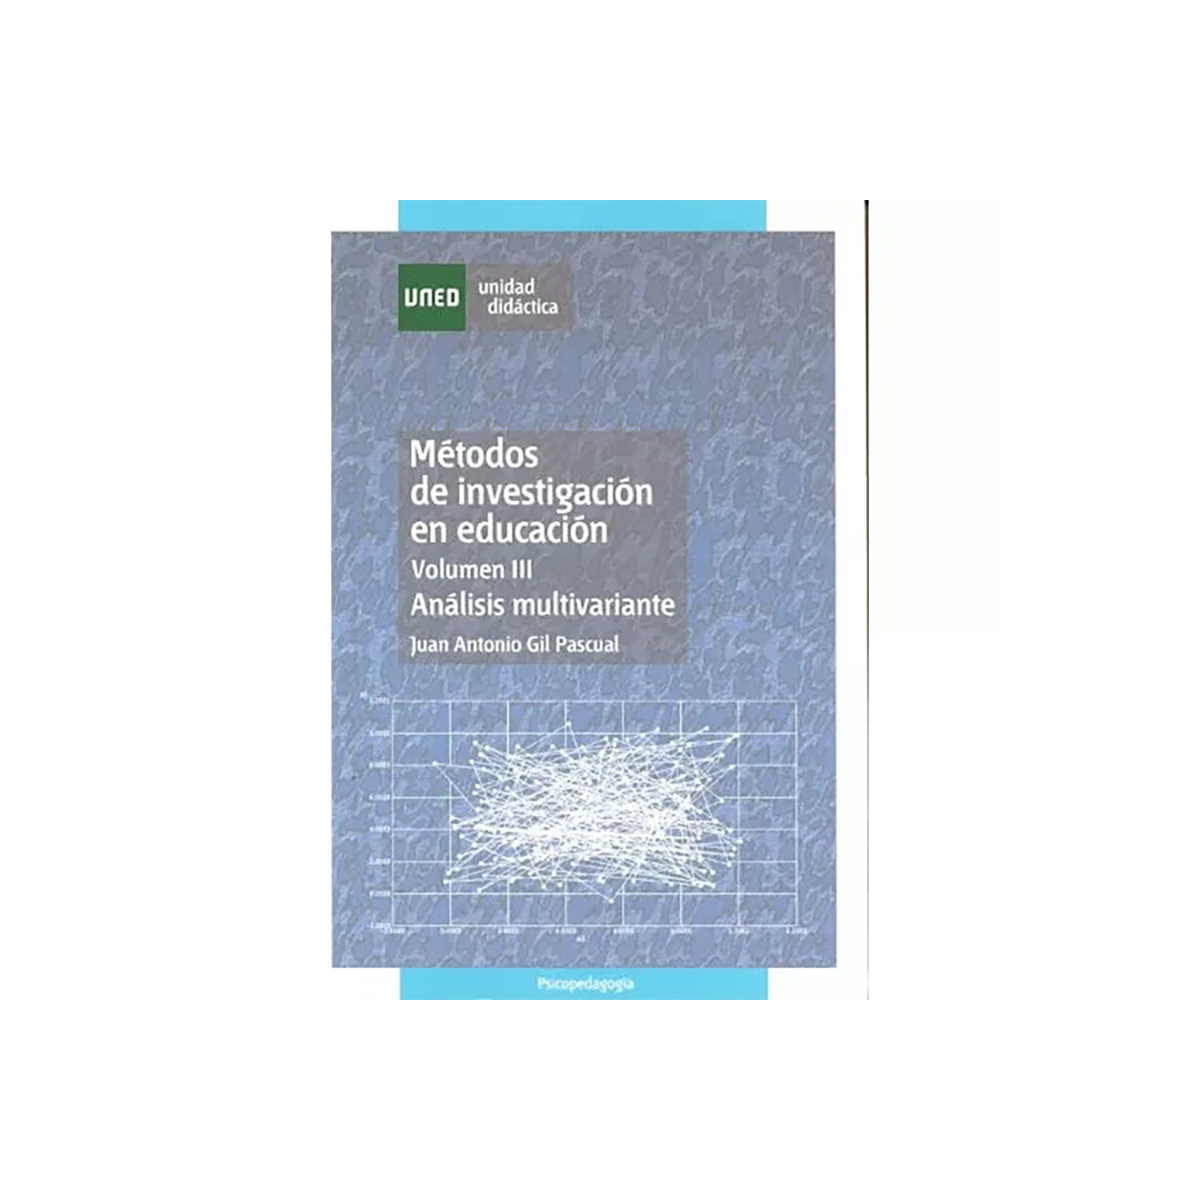 UNED
unidad
didáctica
Métodos
de investigación
en educación
Volumen III
Análisis multivariante
Juan Antonio Gil Pascual
Psicopedagogía